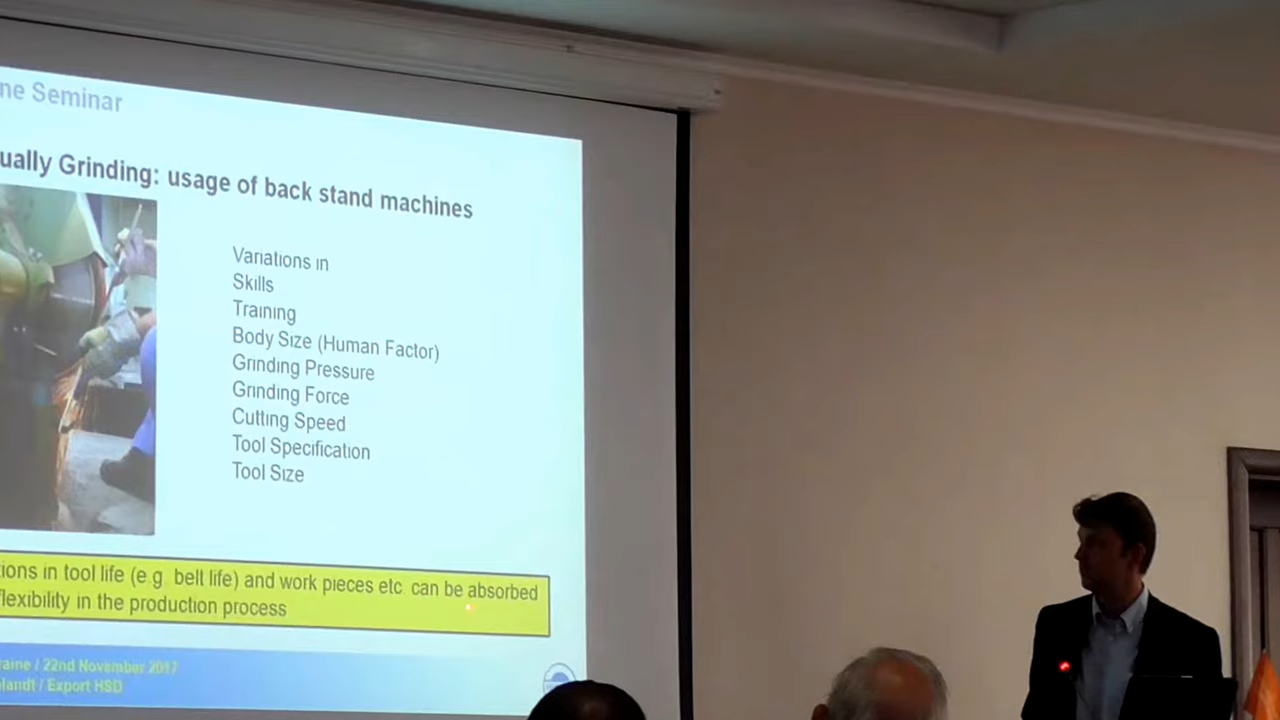 ne Seminar
ually Grinding: usage of back stand machines
Variations in
Skills
Training
Body Size (Human Factor)
Grinding Pressure
Grinding Force
Cutting Speed
Tool Specification
Tool Size
ions in tool life (e.g. belt life) and work pieces etc. can be absorbed
flexibility in the production process
raine / 22nd November 2017
landt / Export HSD